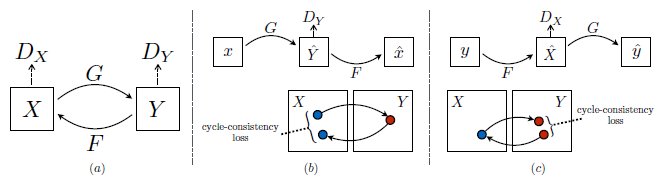 D_X
D_Y
G
X
Y
F
(a)
D_Y
G
x
Ŷ
x̂
F
X
Y
cycle-consistency
loss
(b)
D_X
G
y
X̂
ŷ
F
X
Y
cycle-consistency
loss
(c)